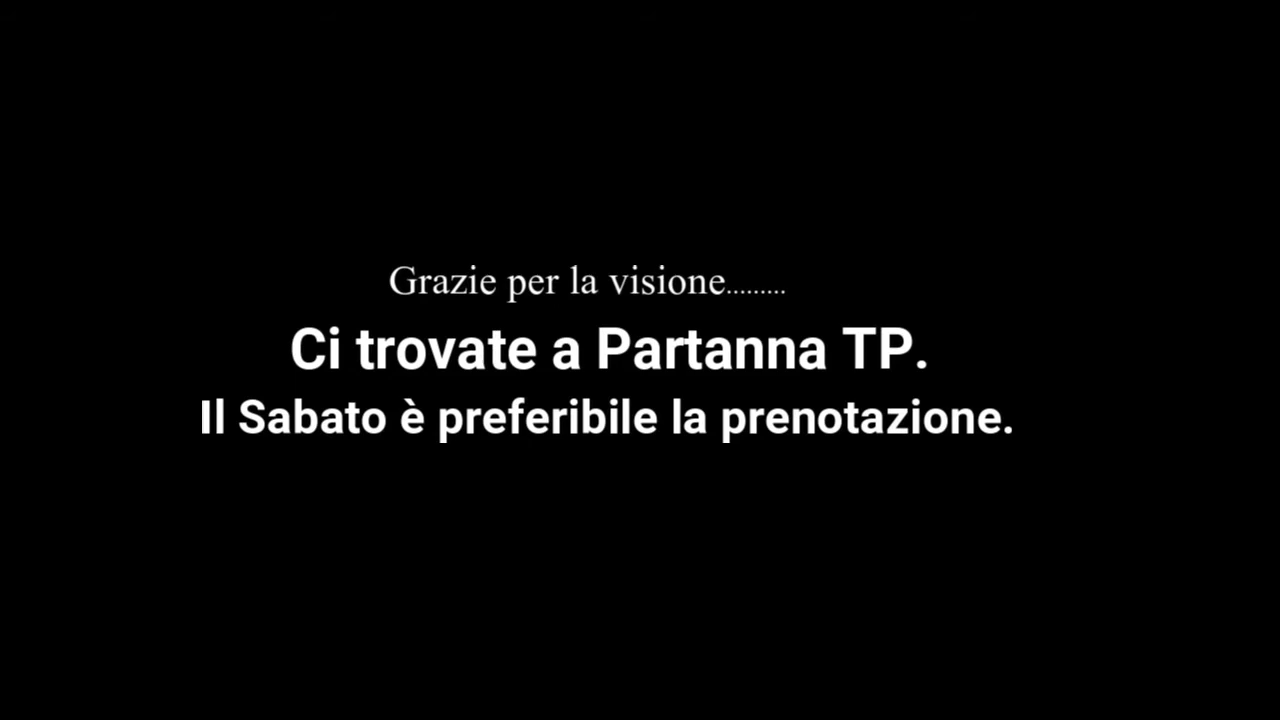 Grazie per la visione.........
Ci trovate a Partanna TP.
Il Sabato è preferibile la prenotazione.